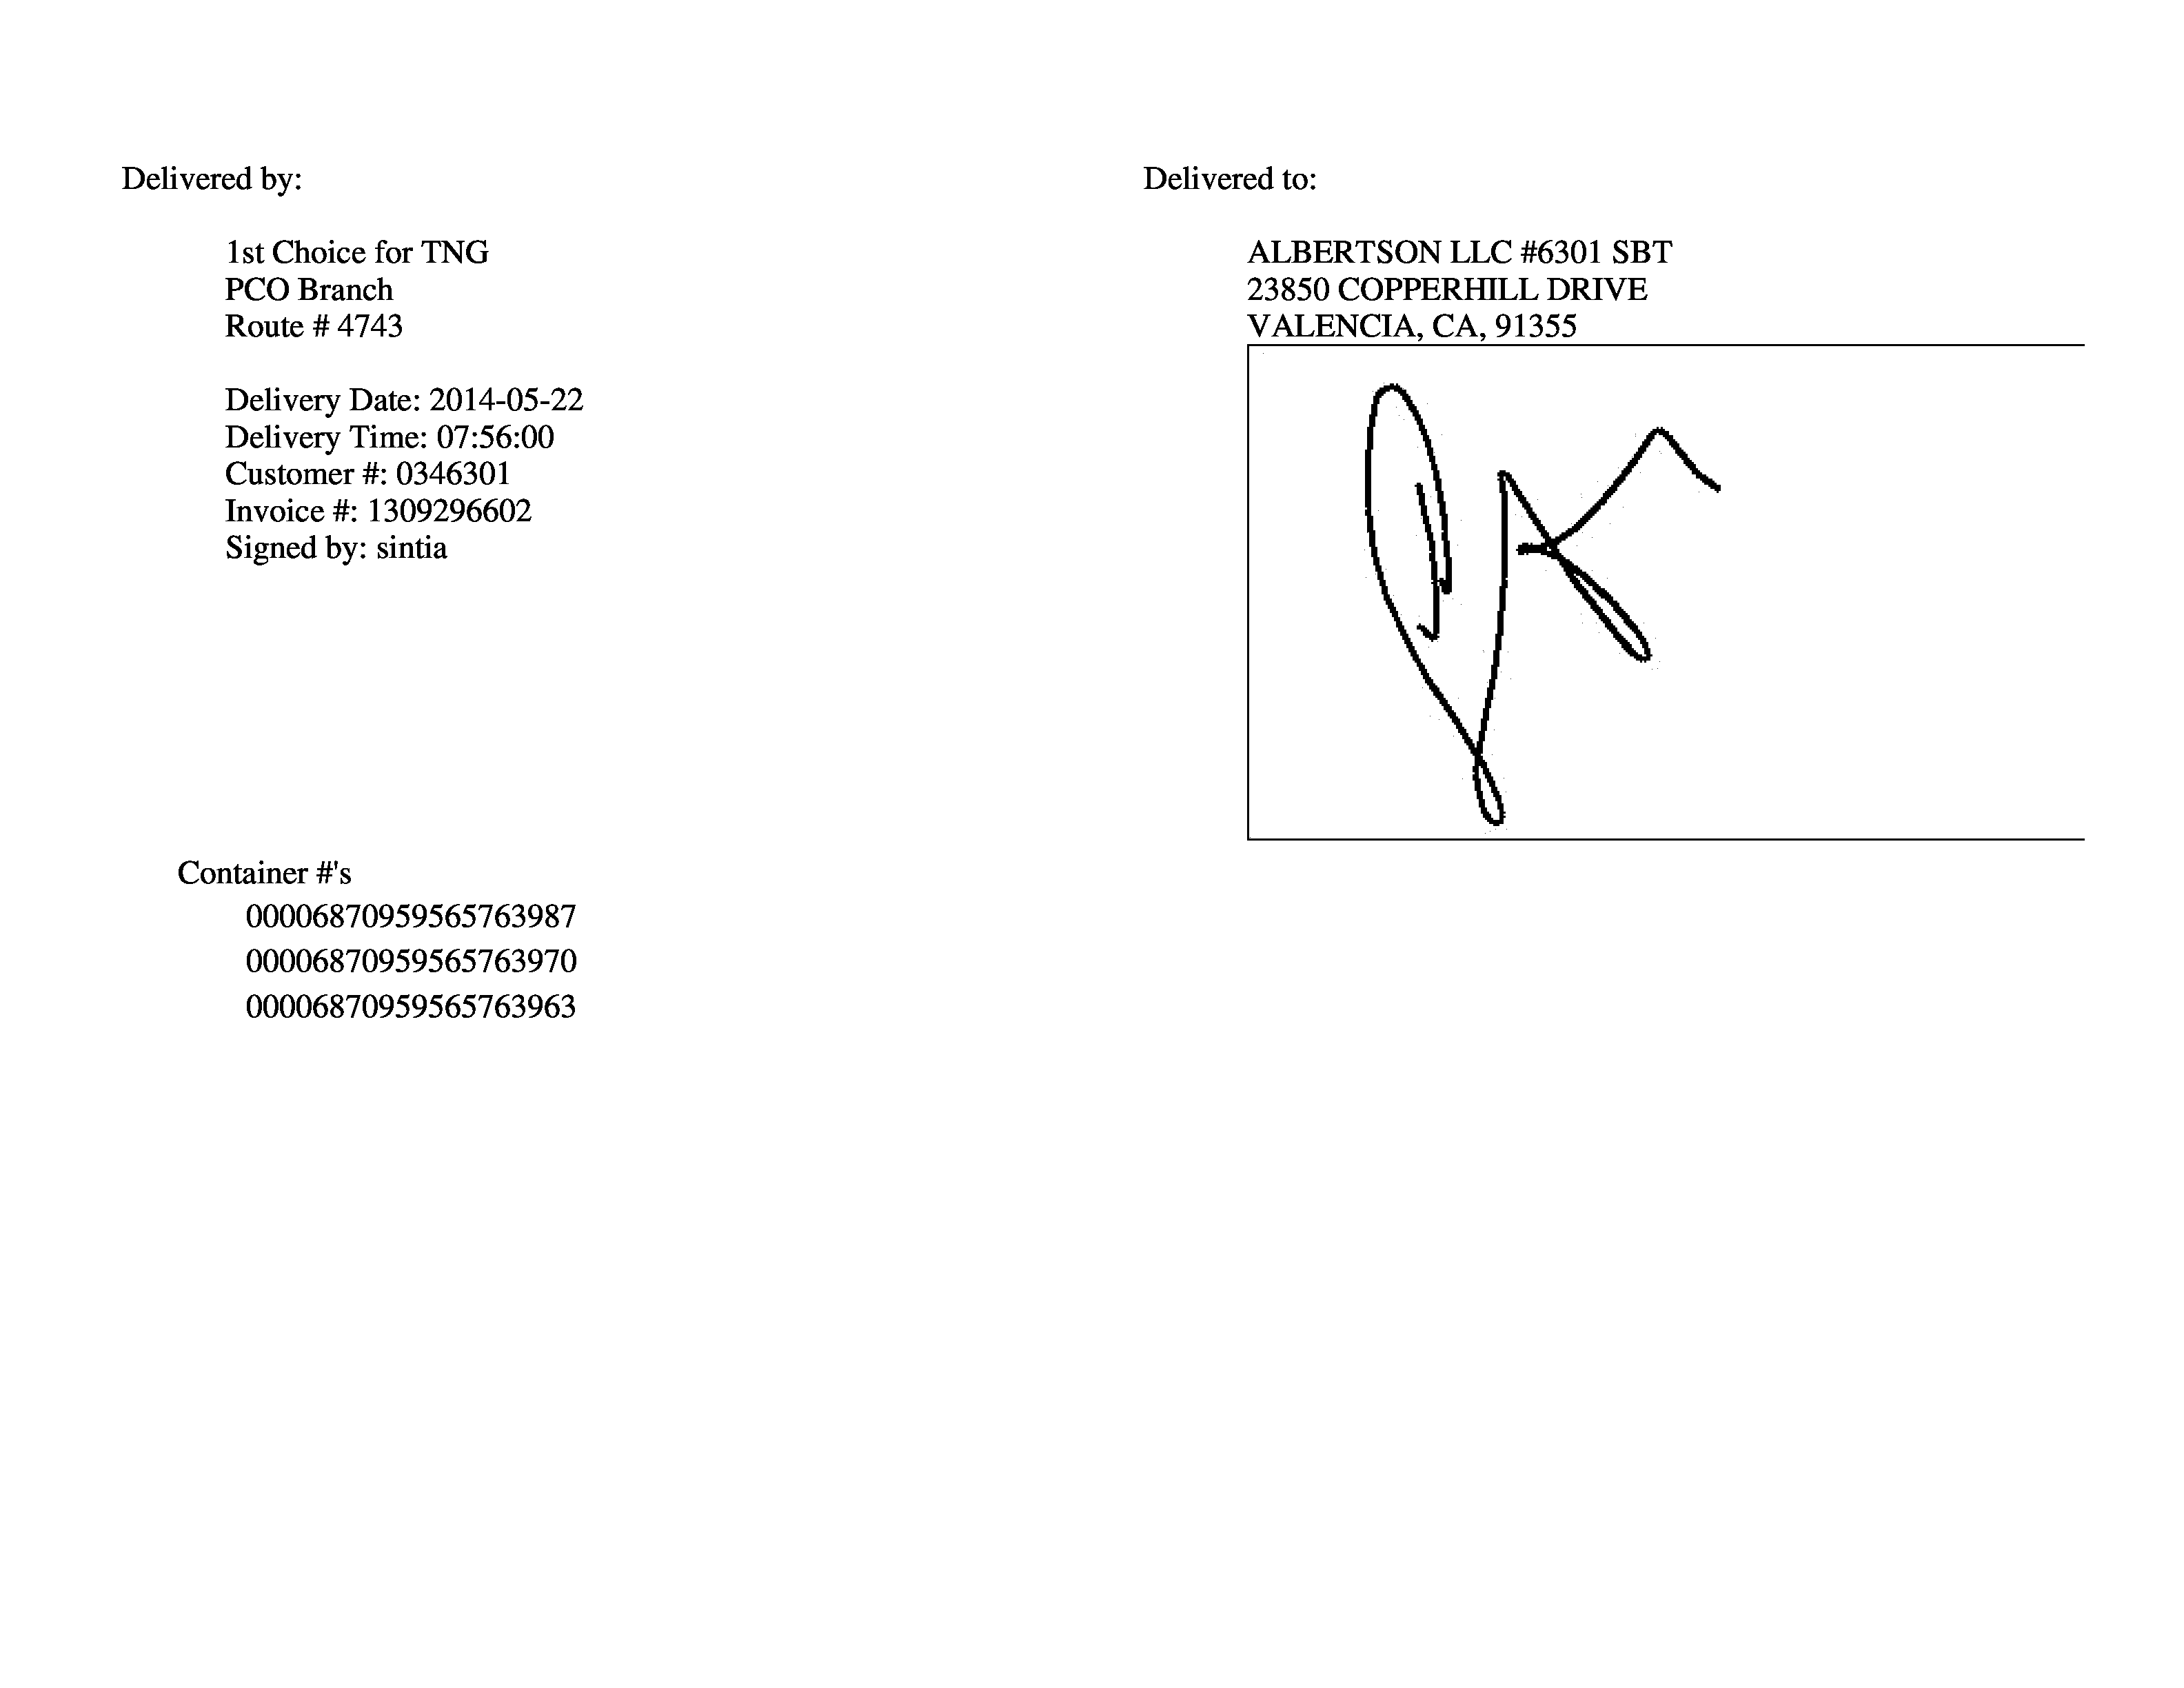 Delivered by:
1st Choice for TNG
PCO Branch
Route # 4743
Delivery Date: 2014-05-22
Delivery Time: 07:56:00
Customer #: 0346301
Invoice #: 1309296602
Signed by: sintia
Delivered to:
ALBERTSON LLC #6301 SBT
23850 COPPERHILL DRIVE
VALENCIA, CA, 91355
Container #'s
00006870959565763987
00006870959565763970
00006870959565763963